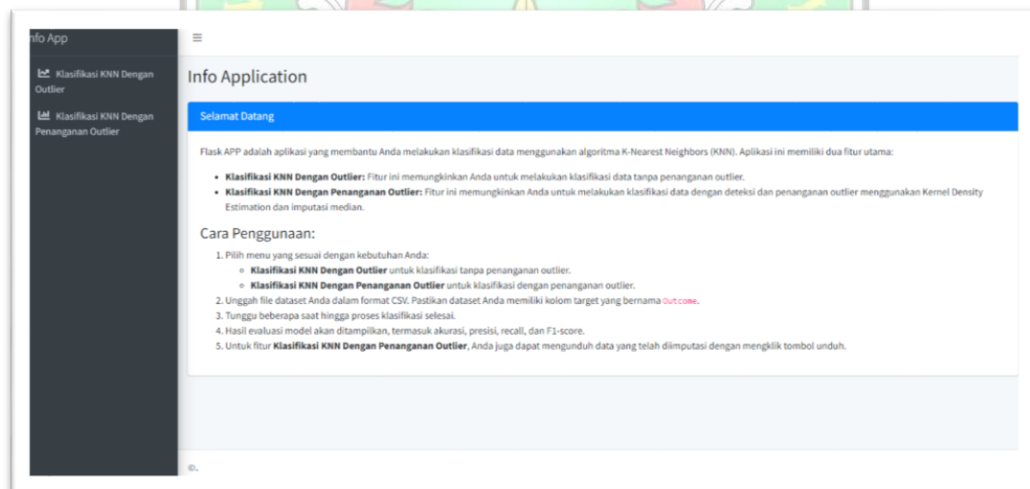 nfo App
Klasifikasi KNN Dengan
Outlier
Klasifikasi KNN Dengan
Penanganan Outlier
Info Application
Selamat Datang
Flask APP adalah aplikasi yang membantu Anda melakukan klasifikasi data menggunakan algoritma K-Nearest Neighbors (KNN). Aplikasi ini memiliki dua fitur utama:
• Klasifikasi KNN Dengan Outlier: Fitur ini memungkinkan Anda untuk melakukan klasifikasi data tanpa penanganan outlier.
• Klasifikasi KNN Dengan Penanganan Outlier: Fitur ini memungkinkan Anda untuk melakukan klasifikasi data dengan deteksi dan penanganan outlier menggunakan Kernel Density
Estimation dan imputasi median.
Cara Penggunaan:
1. Pilih menu yang sesuai dengan kebutuhan Anda:
○ Klasifikasi KNN Dengan Outlier untuk klasifikasi tanpa penanganan outlier.
○ Klasifikasi KNN Dengan Penanganan Outlier untuk klasifikasi dengan penanganan outlier.
2. Unggah file dataset Anda dalam format CSV. Pastikan dataset Anda memiliki kolom target yang bernama Outcome.
3. Tunggu beberapa saat hingga proses klasifikasi selesai.
4. Hasil evaluasi model akan ditampilkan, termasuk akurasi, presisi, recall, dan F1-score.
5. Untuk fitur Klasifikasi KNN Dengan Penanganan Outlier, Anda juga dapat mengunduh data yang telah diimputasi dengan mengklik tombol unduh.
©.